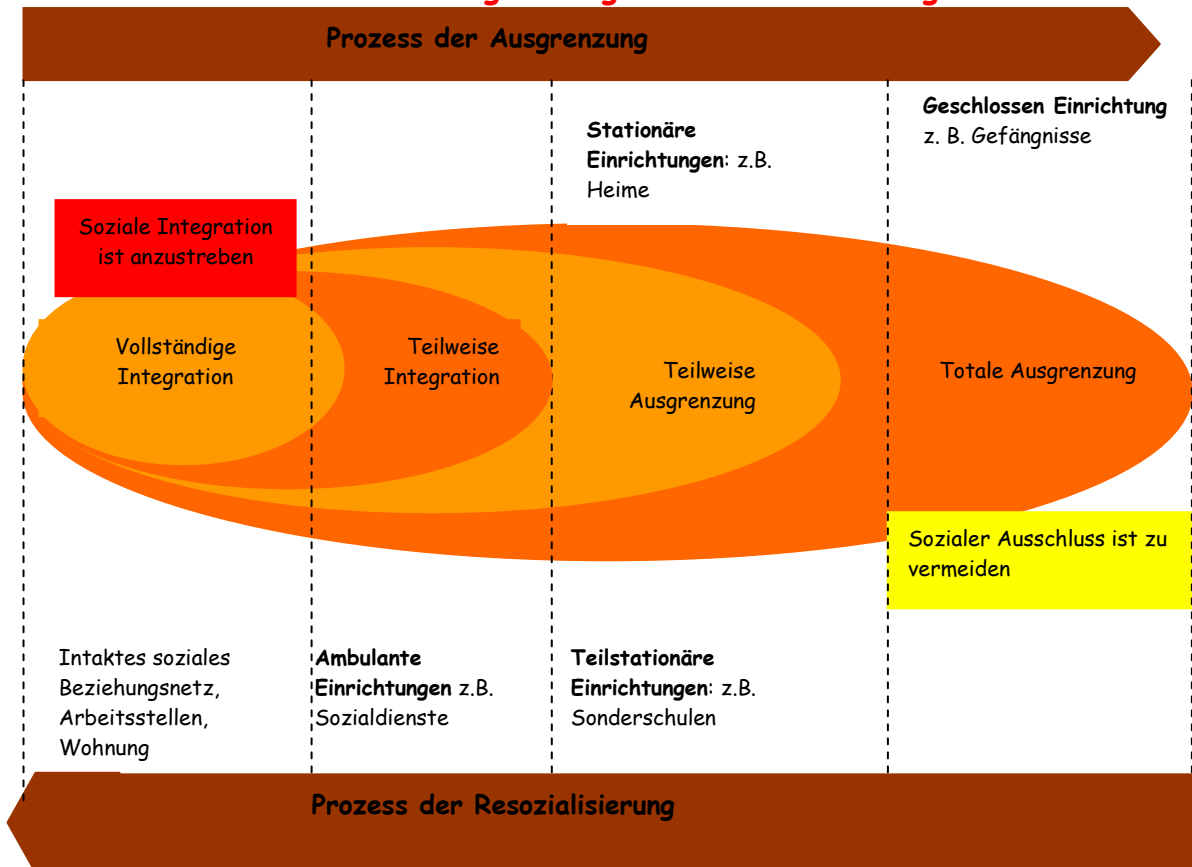 Prozess der Ausgrenzung
Geschlossen Einrichtung
z. B. Gefängnisse
Stationäre
Einrichtungen: z.B.
Heime
Soziale Integration
ist anzustreben
Vollständige
Integration
Teilweise
Integration
Teilweise
Ausgrenzung
Totale Ausgrenzung
Sozialer Ausschluss ist zu
vermeiden
Intaktes soziales
Beziehungsnetz,
Arbeitsstellen,
Wohnung
Ambulante
Einrichtungen z.B.
Sozialdienste
Teilstationäre
Einrichtungen: z.B.
Sonderschulen
Prozess der Resozialisierung